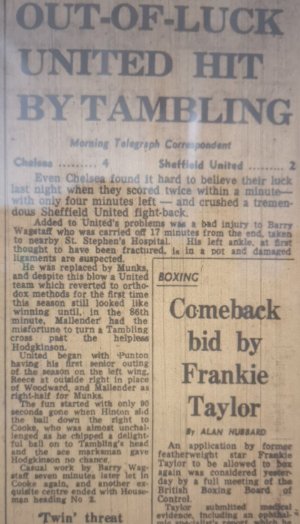 OUT-OF-LUCK
UNITED HIT
BY TAMBLING
Morning Telegraph Correspondent
Chelsea ......... 4 Sheffield United ........ 2
Even Chelsea found it hard to believe their luck
last night when they scored twice within a minute—
with only four minutes left — and crushed a tremen-
dous Sheffield United fight-back.
Added to United's problems was a bad injury to Barry
Wagstaff who was carried off 17 minutes from the end, taken
to nearby St. Stephen's Hospital. His left ankle, at first
thought to have been fractured, is in a pot and damaged
ligaments are suspected.
He was replaced by Munks,
and despite this blow a United
team which reverted to ortho-
dox methods for the first time
this season still looked like
winning until, in the 86th
minute, Mallender had the
misfortune to turn a Tambling
cross past the helpless
Hodgkinson.
United began with Punton
having his first senior outing
of the season on the left wing,
Reece at outside right in place
of Woodward, and Mallender as
right-half for Munks.
The fun started with only 90
seconds gone when Hinton slid
the ball down the right to
Cooke, who was almost unchal-
lenged as he chipped a delight-
ful ball on to Tambling's head
and the ace marksman gave
Hodgkinson no chance.
Casual work by Barry Wag-
staff seven minutes later let in
Cooke again, and another ex-
quisite centre ended with House-
man heading No 2.
'Twin' threat
BOXING
Comeback
bid by
Frankie
Taylor
By ALAN HUBBARD
An application by former
featherweight star Frankie
Taylor to be allowed to box
again was considered yester-
day by a full meeting of the
British Boxing Board of
Control.
Taylor submitted medical
evidence, including an ophthal-